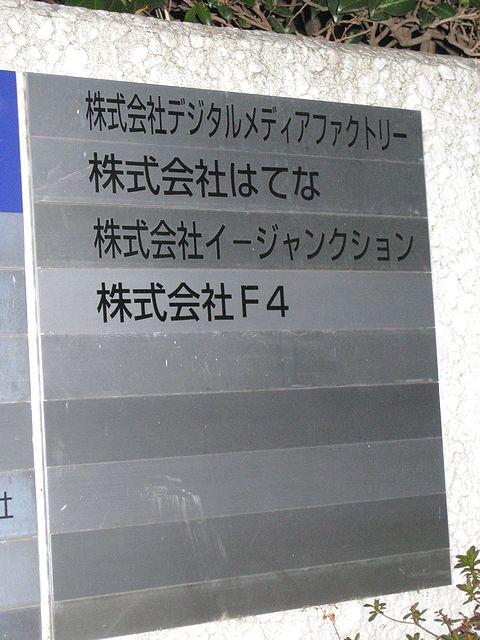 株式会社デジタルメディアファクトリー
株式会社はてな
株式会社イージャンクション
株式会社F4
社